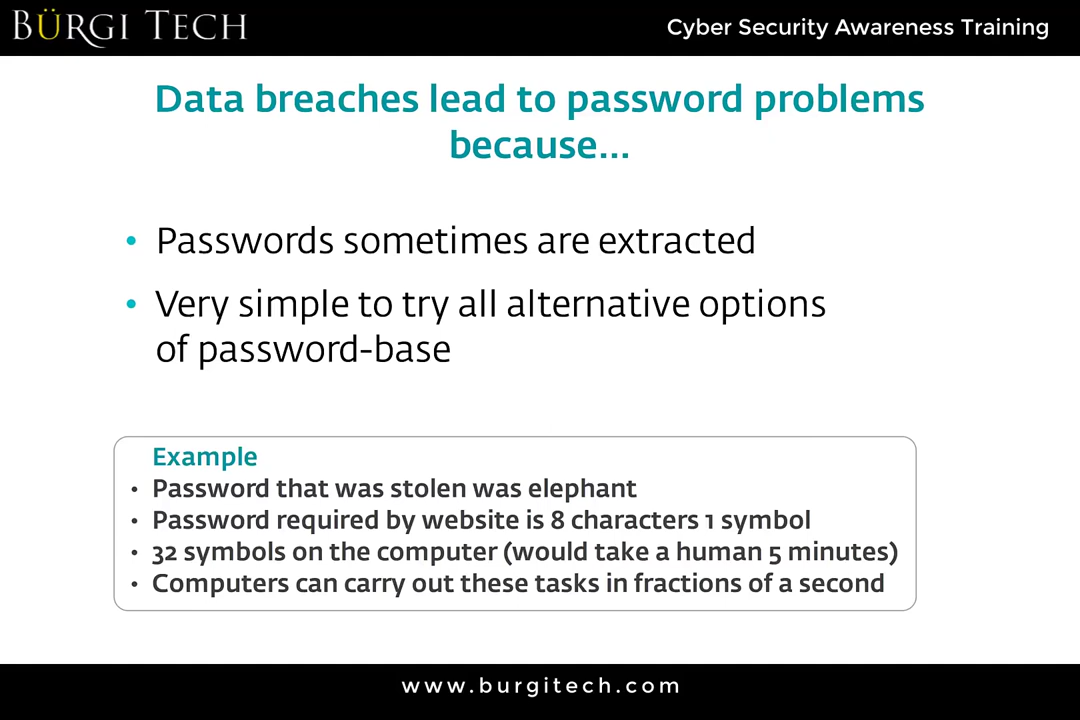 BÜRGI TECH
Cyber Security Awareness Training
Data breaches lead to password problems
because...
• Passwords sometimes are extracted
• Very simple to try all alternative options
of password-base
Example
• Password that was stolen was elephant
• Password required by website is 8 characters 1 symbol
• 32 symbols on the computer (would take a human 5 minutes)
• Computers can carry out these tasks in fractions of a second
www.burgitech.com